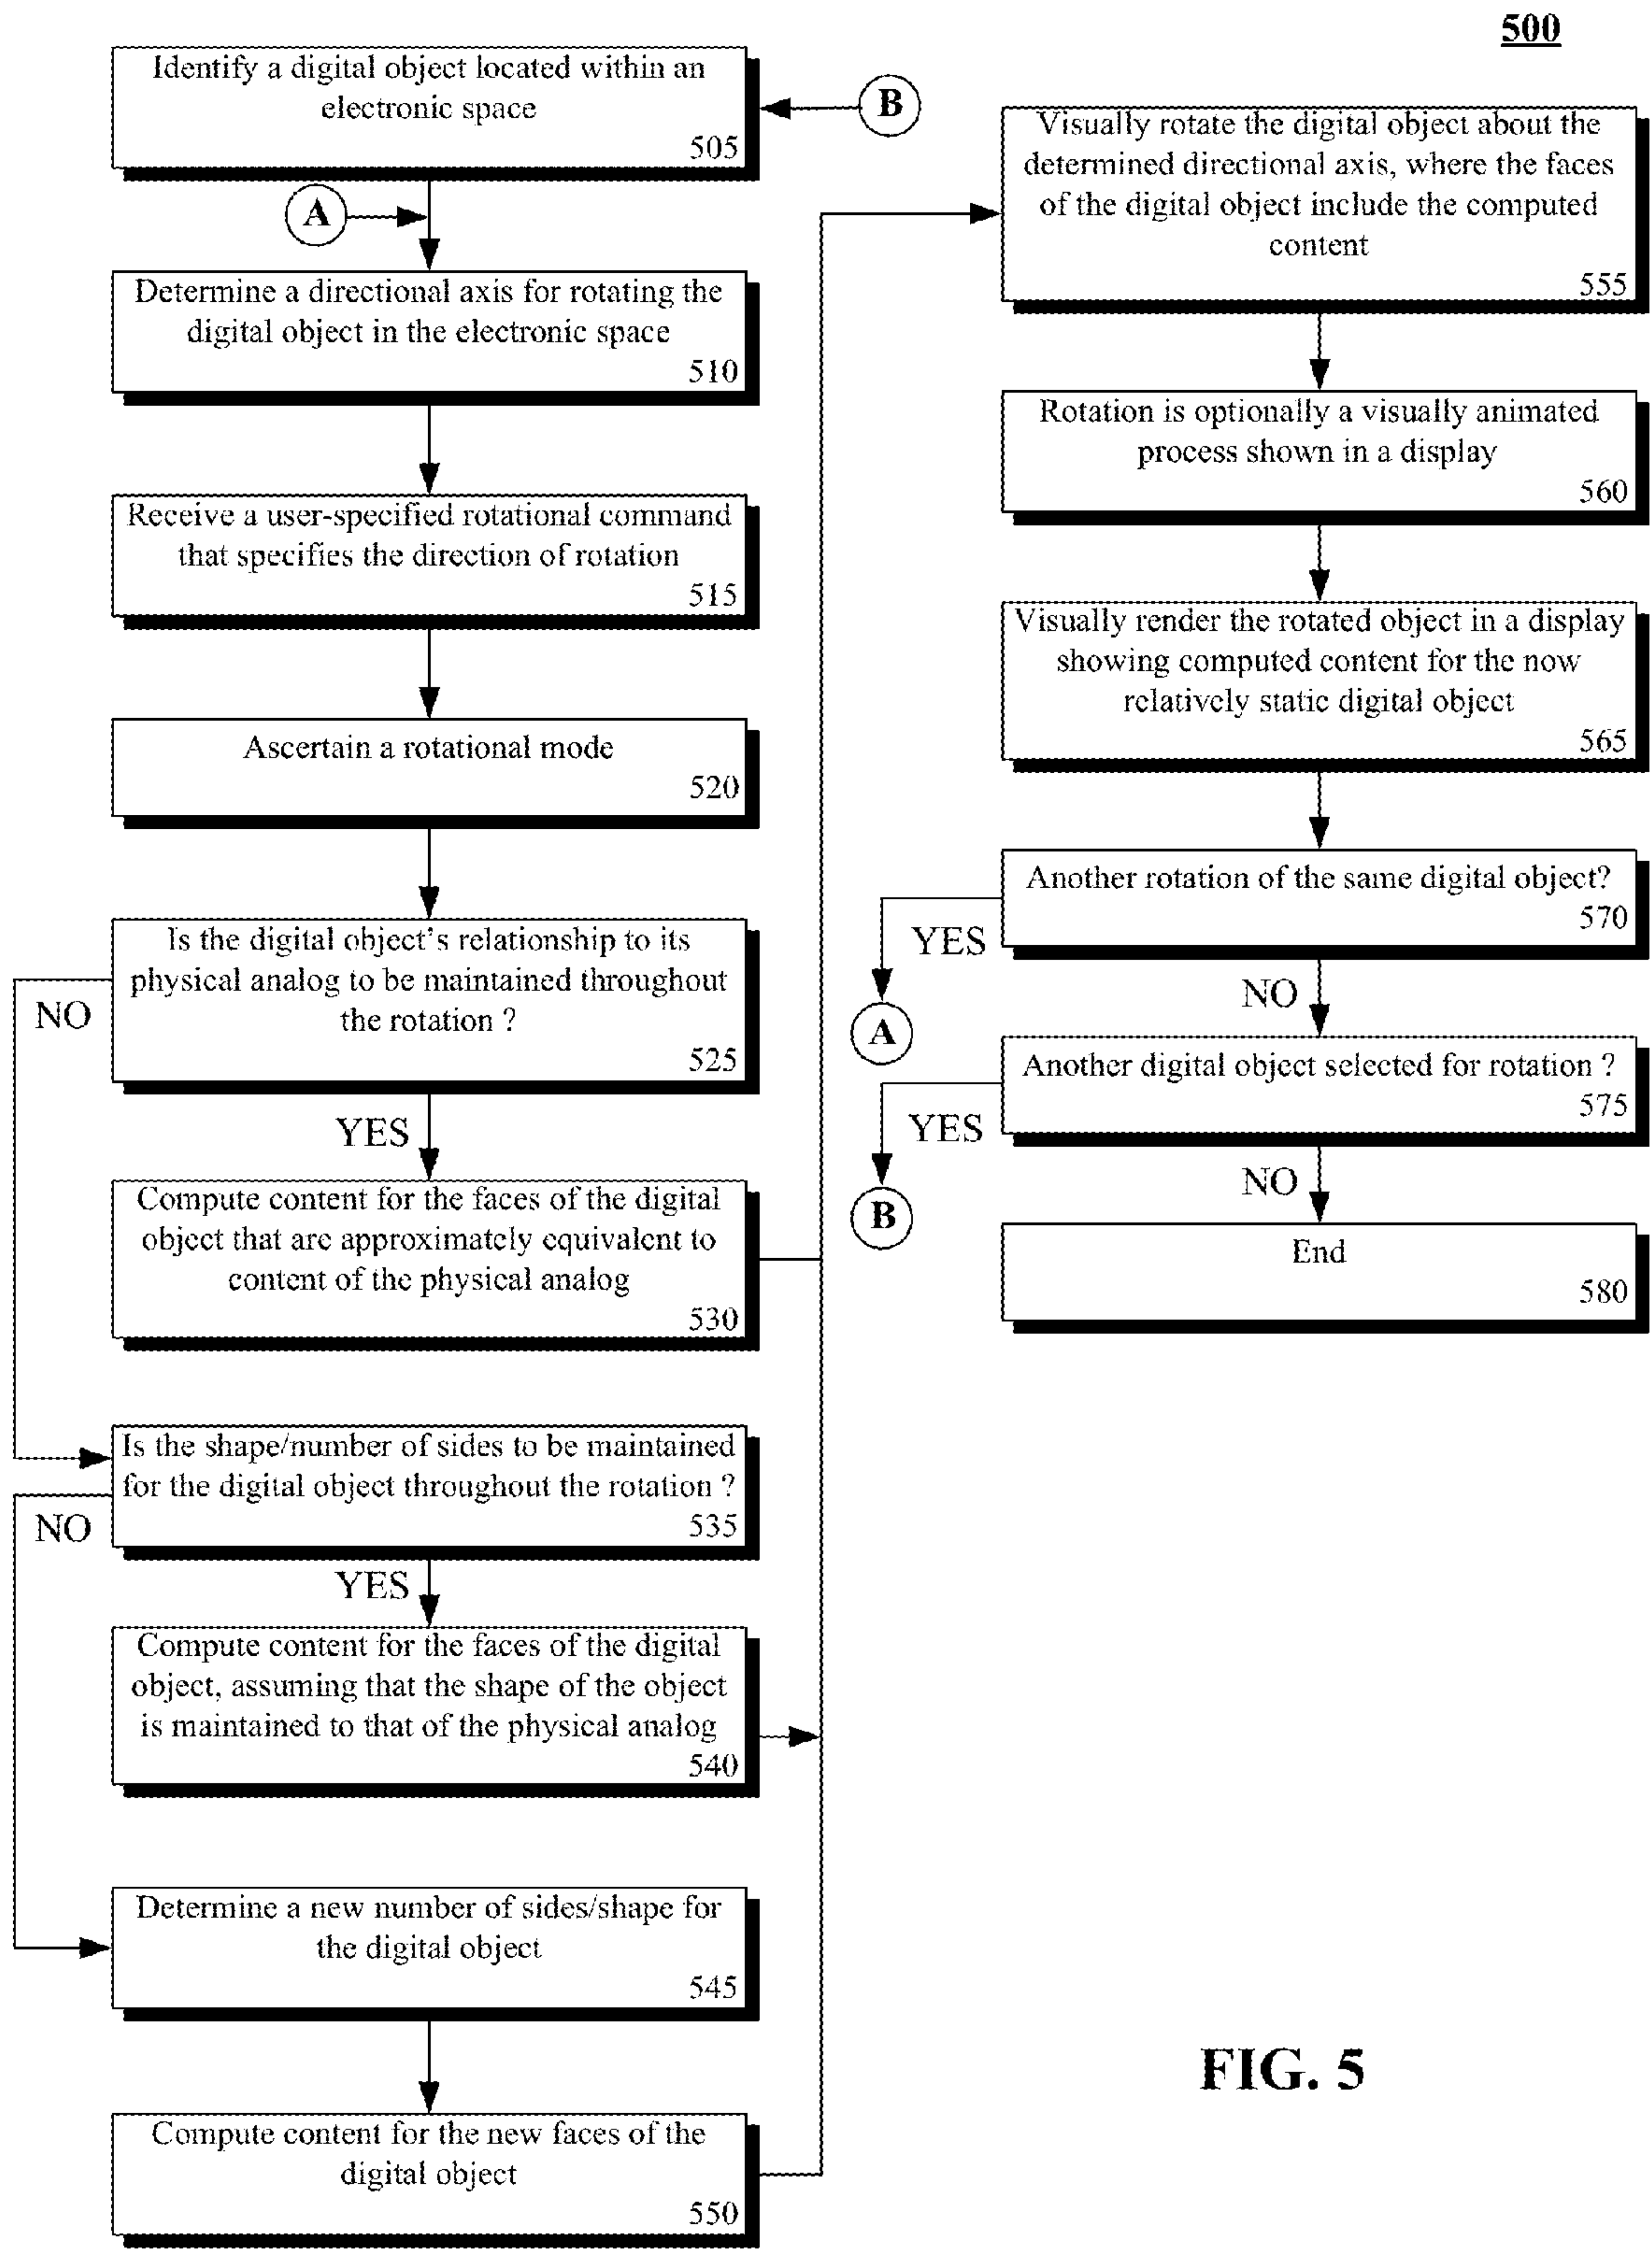 500
Identify a digital object located within an
electronic space
505
B
A
Determine a directional axis for rotating the
digital object in the electronic space
510
Receive a user-specified rotational command
that specifies the direction of rotation
515
Ascertain a rotational mode
520
Is the digital object's relationship to its
physical analog to be maintained throughout
the rotation ?
525
NO
YES
Compute content for the faces of the digital
object that are approximately equivalent to
content of the physical analog
530
Is the shape/number of sides to be maintained
for the digital object throughout the rotation ?
535
NO
YES
Compute content for the faces of the digital
object, assuming that the shape of the object
is maintained to that of the physical analog
540
Determine a new number of sides/shape for
the digital object
545
Compute content for the new faces of the
digital object
550
Visually rotate the digital object about the
determined directional axis, where the faces
of the digital object include the computed
content
555
Rotation is optionally a visually animated
process shown in a display
560
Visually render the rotated object in a display
showing computed content for the now
relatively static digital object
565
Another rotation of the same digital object?
570
YES
A
NO
Another digital object selected for rotation ?
575
YES
B
NO
End
580
FIG. 5